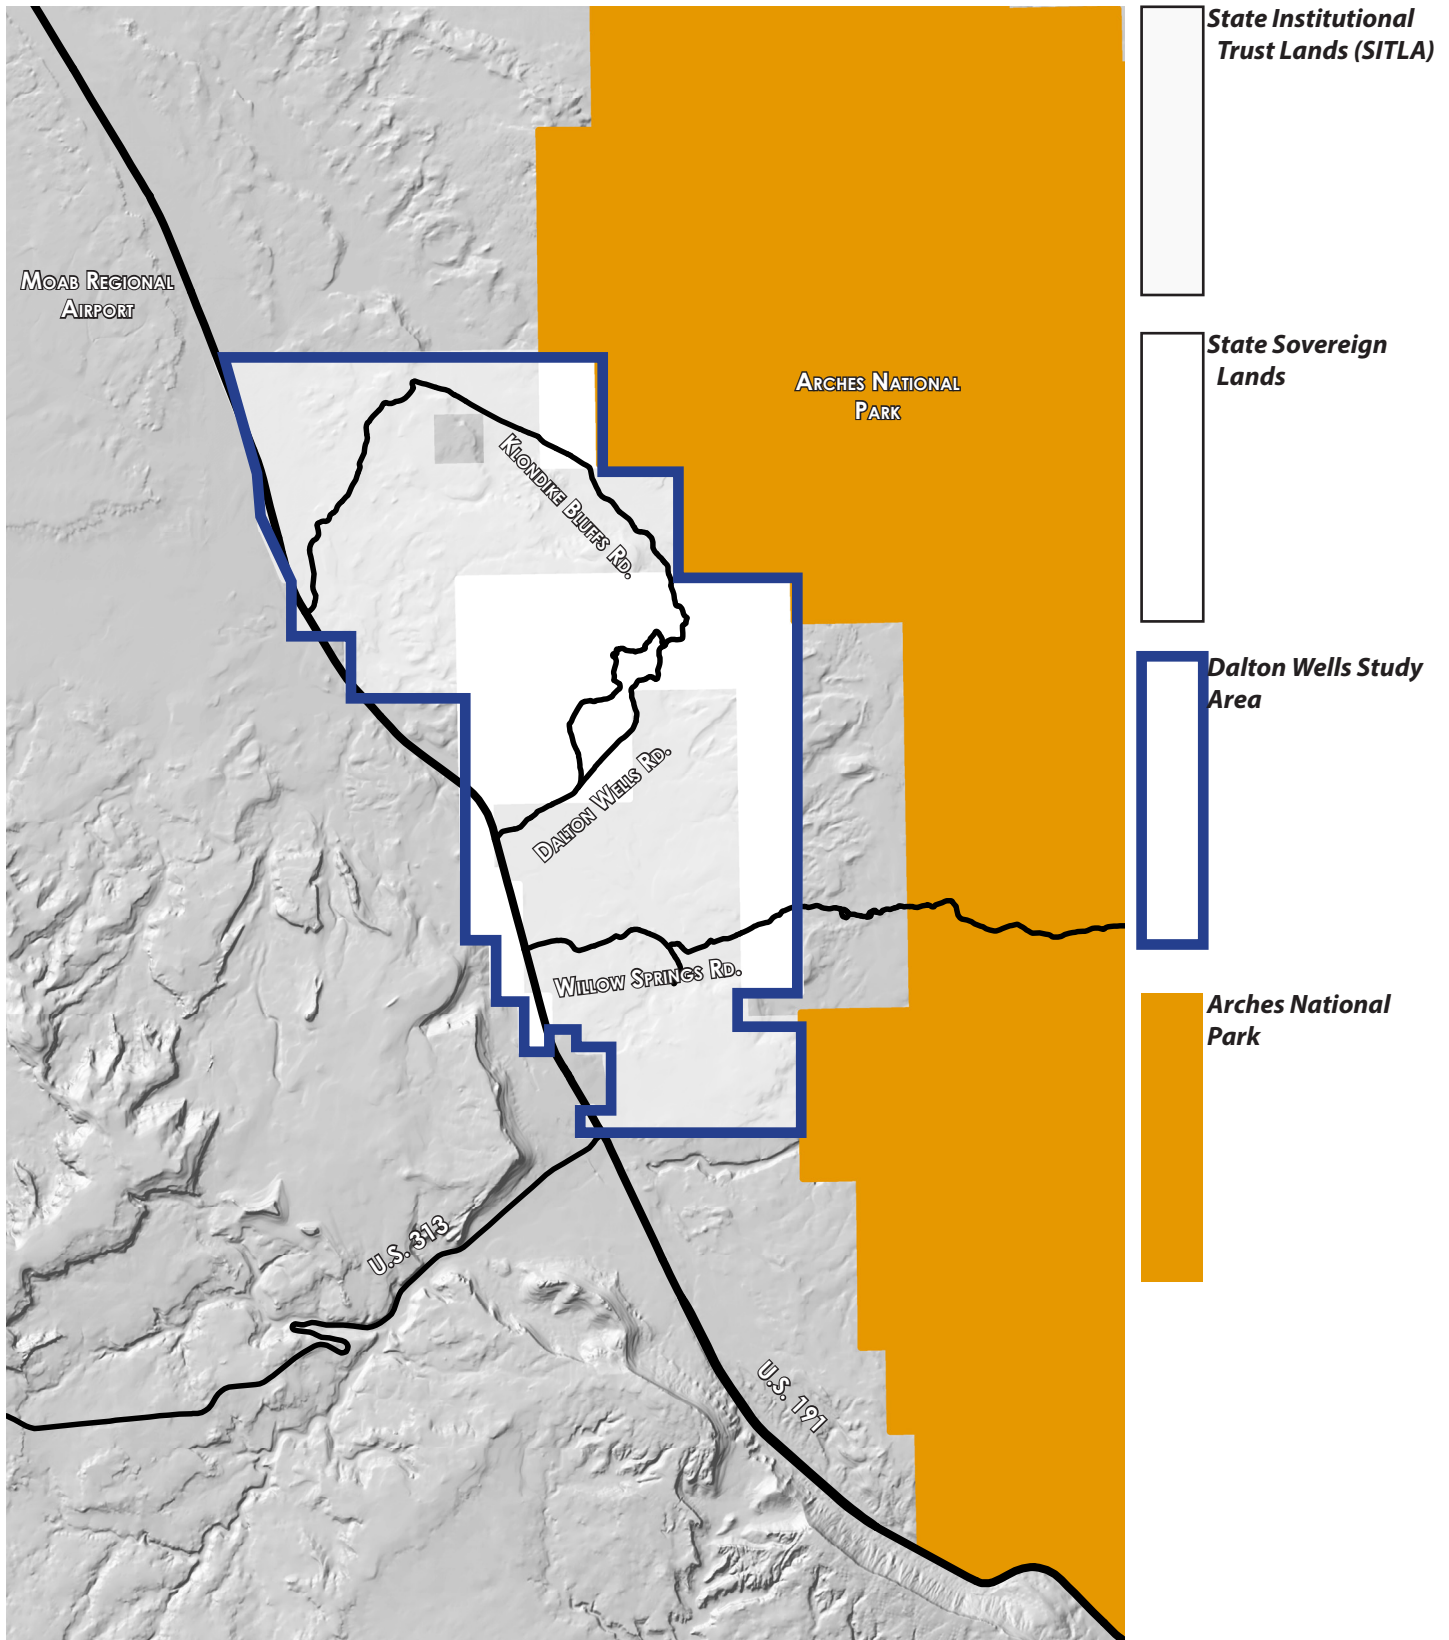 State Institutional
Trust Lands (SITLA)
State Sovereign
Lands
Dalton Wells Study
Area
Arches National
Park
Moab Regional
Airport
Arches National
Park
Klondike Bluffs Rd.
Dalton Wells Rd.
Willow Springs Rd.
U.S. 313
U.S. 191